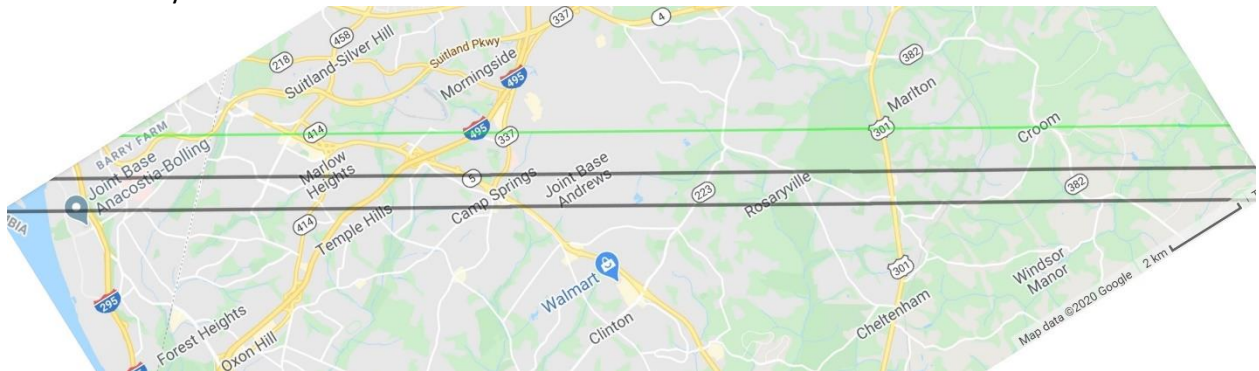 337
4
458
218
Suitland Pkwy
382
Suitland-Silver Hill
Morningside
495
Marlton
BARRY FARM
414
495
337
301
Croom
Joint Base
Anacostia-Bolling
Marlow
Heights
5
Camp Springs
Joint Base
Andrews
223
Rosaryville
382
BIA
414
Temple Hills
301
Windsor
Manor
2 km
Walmart
295
Forest Heights
Oxon Hill
Clinton
Cheltenham
Map data ©2020 Google